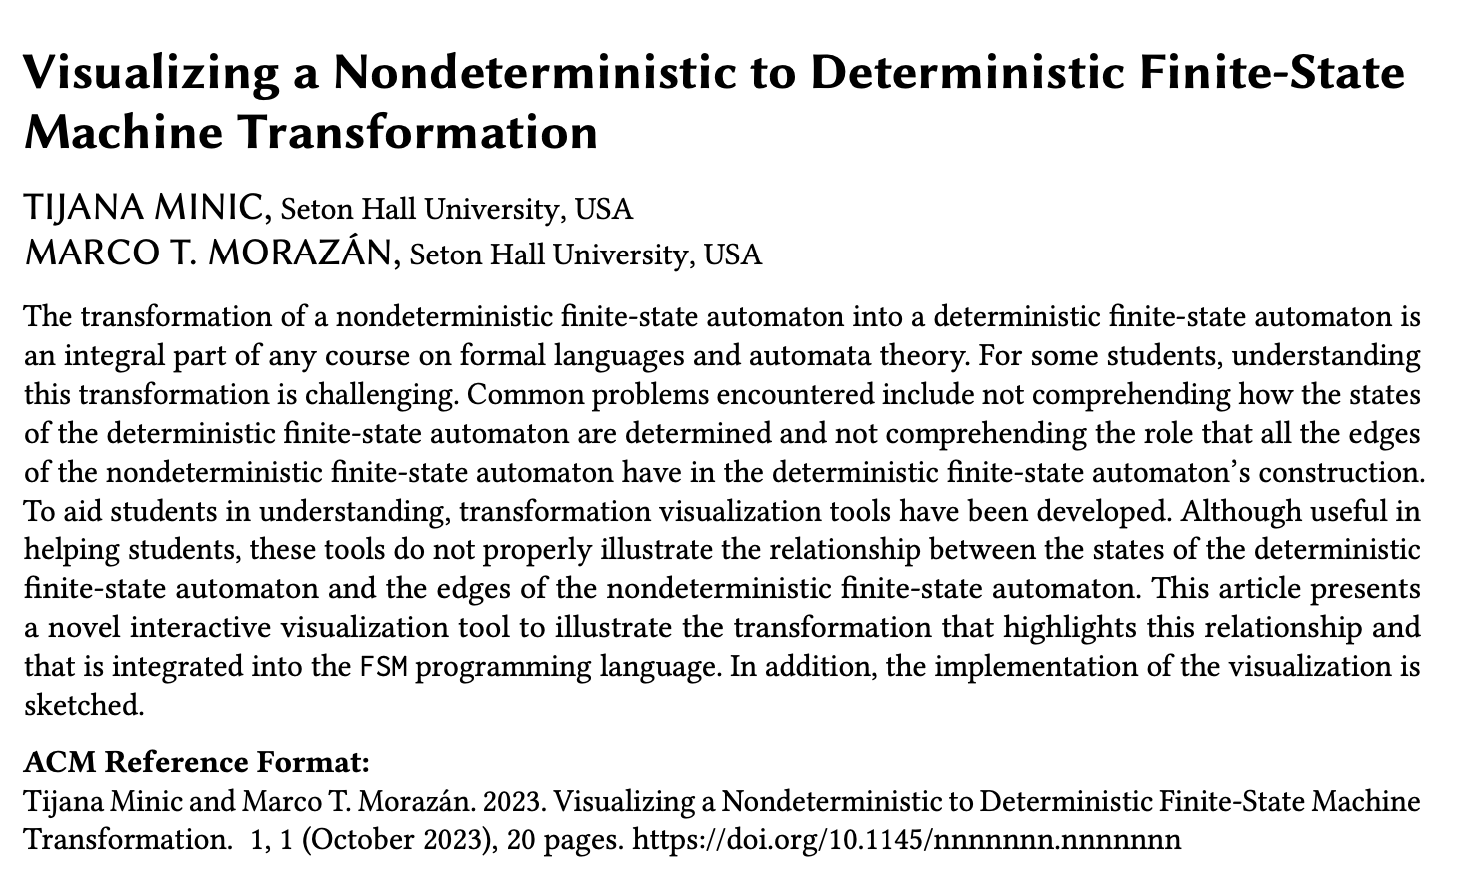 Visualizing a Nondeterministic to Deterministic Finite-State
Machine Transformation
TIJANA MINIC, Seton Hall University, USA
MARCO T. MORAZÁN, Seton Hall University, USA
The transformation of a nondeterministic finite-state automaton into a deterministic finite-state automaton is
an integral part of any course on formal languages and automata theory. For some students, understanding
this transformation is challenging. Common problems encountered include not comprehending how the states
of the deterministic finite-state automaton are determined and not comprehending the role that all the edges
of the nondeterministic finite-state automaton have in the deterministic finite-state automaton’s construction.
To aid students in understanding, transformation visualization tools have been developed. Although useful in
helping students, these tools do not properly illustrate the relationship between the states of the deterministic
finite-state automaton and the edges of the nondeterministic finite-state automaton. This article presents
a novel interactive visualization tool to illustrate the transformation that highlights this relationship and
that is integrated into the FSM programming language. In addition, the implementation of the visualization is
sketched.
ACM Reference Format:
Tijana Minic and Marco T. Morazán. 2023. Visualizing a Nondeterministic to Deterministic Finite-State Machine
Transformation. 1, 1 (October 2023), 20 pages. https://doi.org/10.1145/nnnnnnn.nnnnnnn